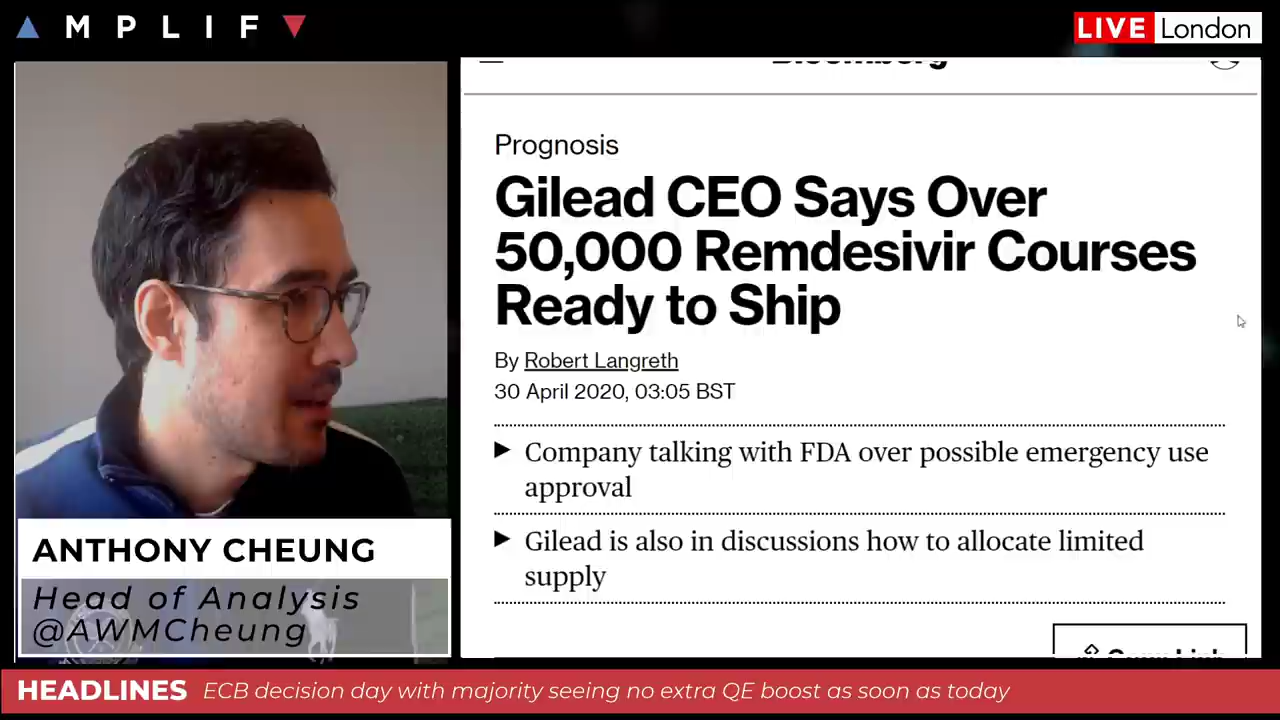 ▲ M P L I F ▼
LIVE London
Bloomberg
Prognosis
Gilead CEO Says Over
50,000 Remdesivir Courses
Ready to Ship
By Robert Langreth
30 April 2020, 03:05 BST
▶ Company talking with FDA over possible emergency use
approval
▶ Gilead is also in discussions how to allocate limited
supply
Copy Link
ANTHONY CHEUNG
Head of Analysis
@AWMCheung
HEADLINES ECB decision day with majority seeing no extra QE boost as soon as today